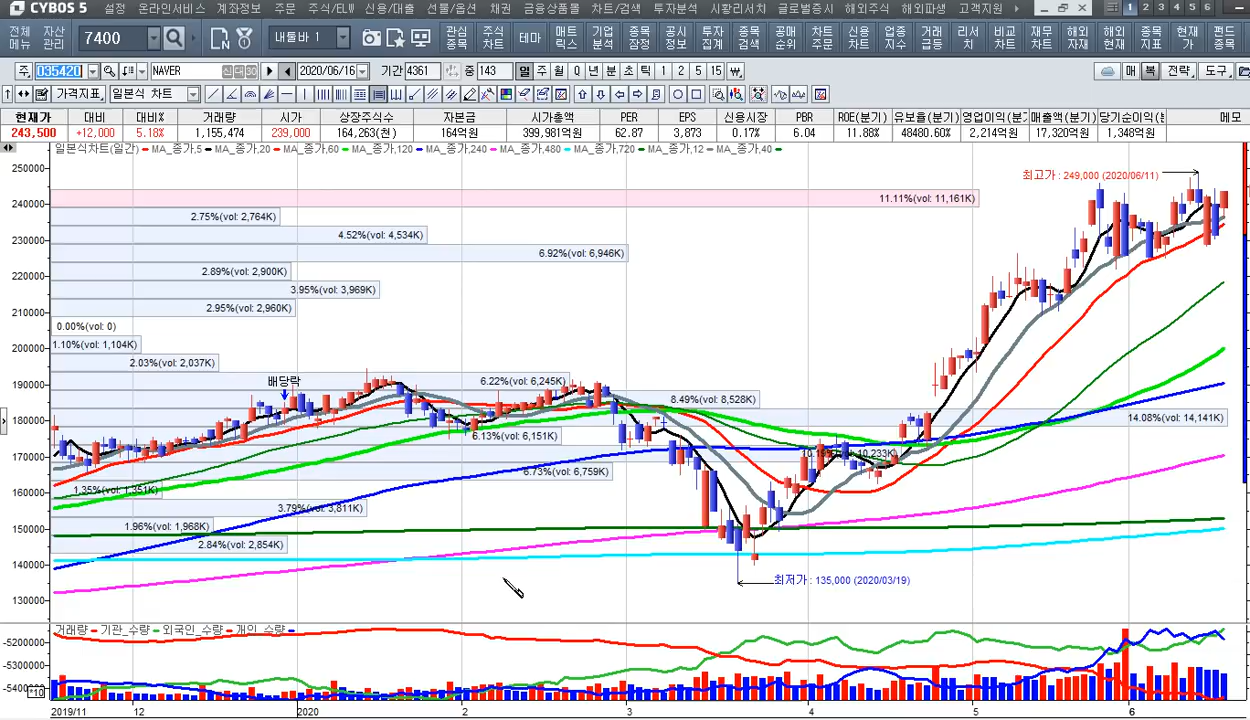 CYBOS 5 설정 온라인서비스 계좌정보 주문 주식/ELW 신용/대출 선물/옵션 채권 금융상품몰 차트/검색 투자분석 시황리서치 글로벌증시 해외주식 해외파생 고객지원 1 2 3 4 5 6
전체메뉴 자산관리 7400 내툴바 1 관심종목 주식차트 테마 매트릭스 기업분석 종목잠정 공시정보 투자집계 종목검색 공매순위 차트주문 신용차트 업종지수 거래급등 리서치 비교차트 재무차트 해외자재 해외현재 종목지표 현재가 펀드종목
주 035420 NAVER 신 대 30 2020/06/16 기간 4361 중 143 일 주 월 Q 년 분 초 틱 1 2 5 15 매 복 전략 도구
가격지표 일본식 차트
현재가 대비 대비% 거래량 시가 상장주식수 자본금 시가총액 PER EPS 신용시장 PBR ROE(분기) 유보율(분기) 영업이익(분기 매출액(분기) 당기순이익(분 메모
243,500 +12,000 5.18% 1,155,474 239,000 164,263(천) 164억원 399,981억원 62.87 3,873 0.17% 6.04 11.88% 48480.60% 2,214억원 17,320억원 1,348억원
일본식차트(일간) MA_종가,5 MA_종가,20 MA_종가,60 MA_종가,120 MA_종가,240 MA_종가,480 MA_종가,720 MA_종가,12 MA_종가,40
250000
최고가 : 249,000 (2020/06/11)
11.11%(vol: 11,161K)
240000
2.75%(vol: 2,764K)
4.52%(vol: 4,534K)
230000
6.92%(vol: 6,946K)
2.89%(vol: 2,900K)
220000
3.95%(vol: 3,969K)
2.95%(vol: 2,960K)
210000
0.00%(vol: 0)
1.10%(vol: 1,104K)
200000
2.03%(vol: 2,037K)
배당락
6.22%(vol: 6,245K)
190000
8.49%(vol: 8,528K)
14.08%(vol: 14,141K)
180000
6.13%(vol: 6,151K)
10.19%(vol: 10,233K)
170000
6.73%(vol: 6,759K)
1.35%(vol: 1,351K)
160000
3.79%(vol: 3,811K)
1.96%(vol: 1,968K)
150000
2.84%(vol: 2,854K)
140000
최저가 : 135,000 (2020/03/19)
130000
거래량 기관_수량 외국인_수량 개인_수량
-5200000
-5300000
-5400000
*10
2019/11 12 2020 2 3 4 5 6